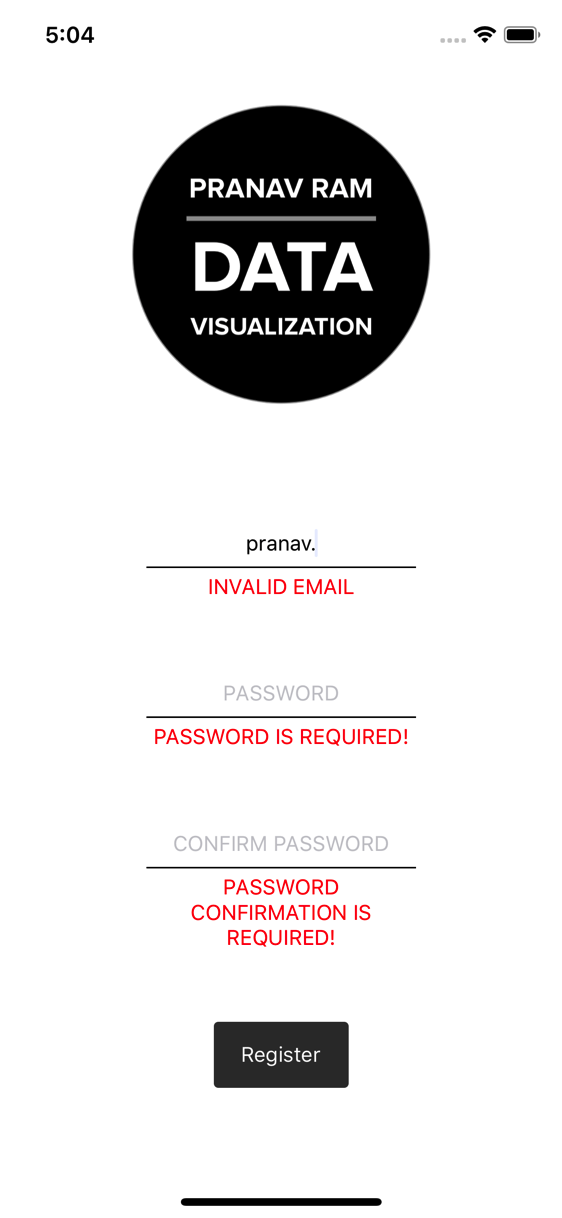 5:04
PRANAV RAM
DATA
VISUALIZATION
pranav.
INVALID EMAIL
PASSWORD
PASSWORD IS REQUIRED!
CONFIRM PASSWORD
PASSWORD
CONFIRMATION IS
REQUIRED!
Register